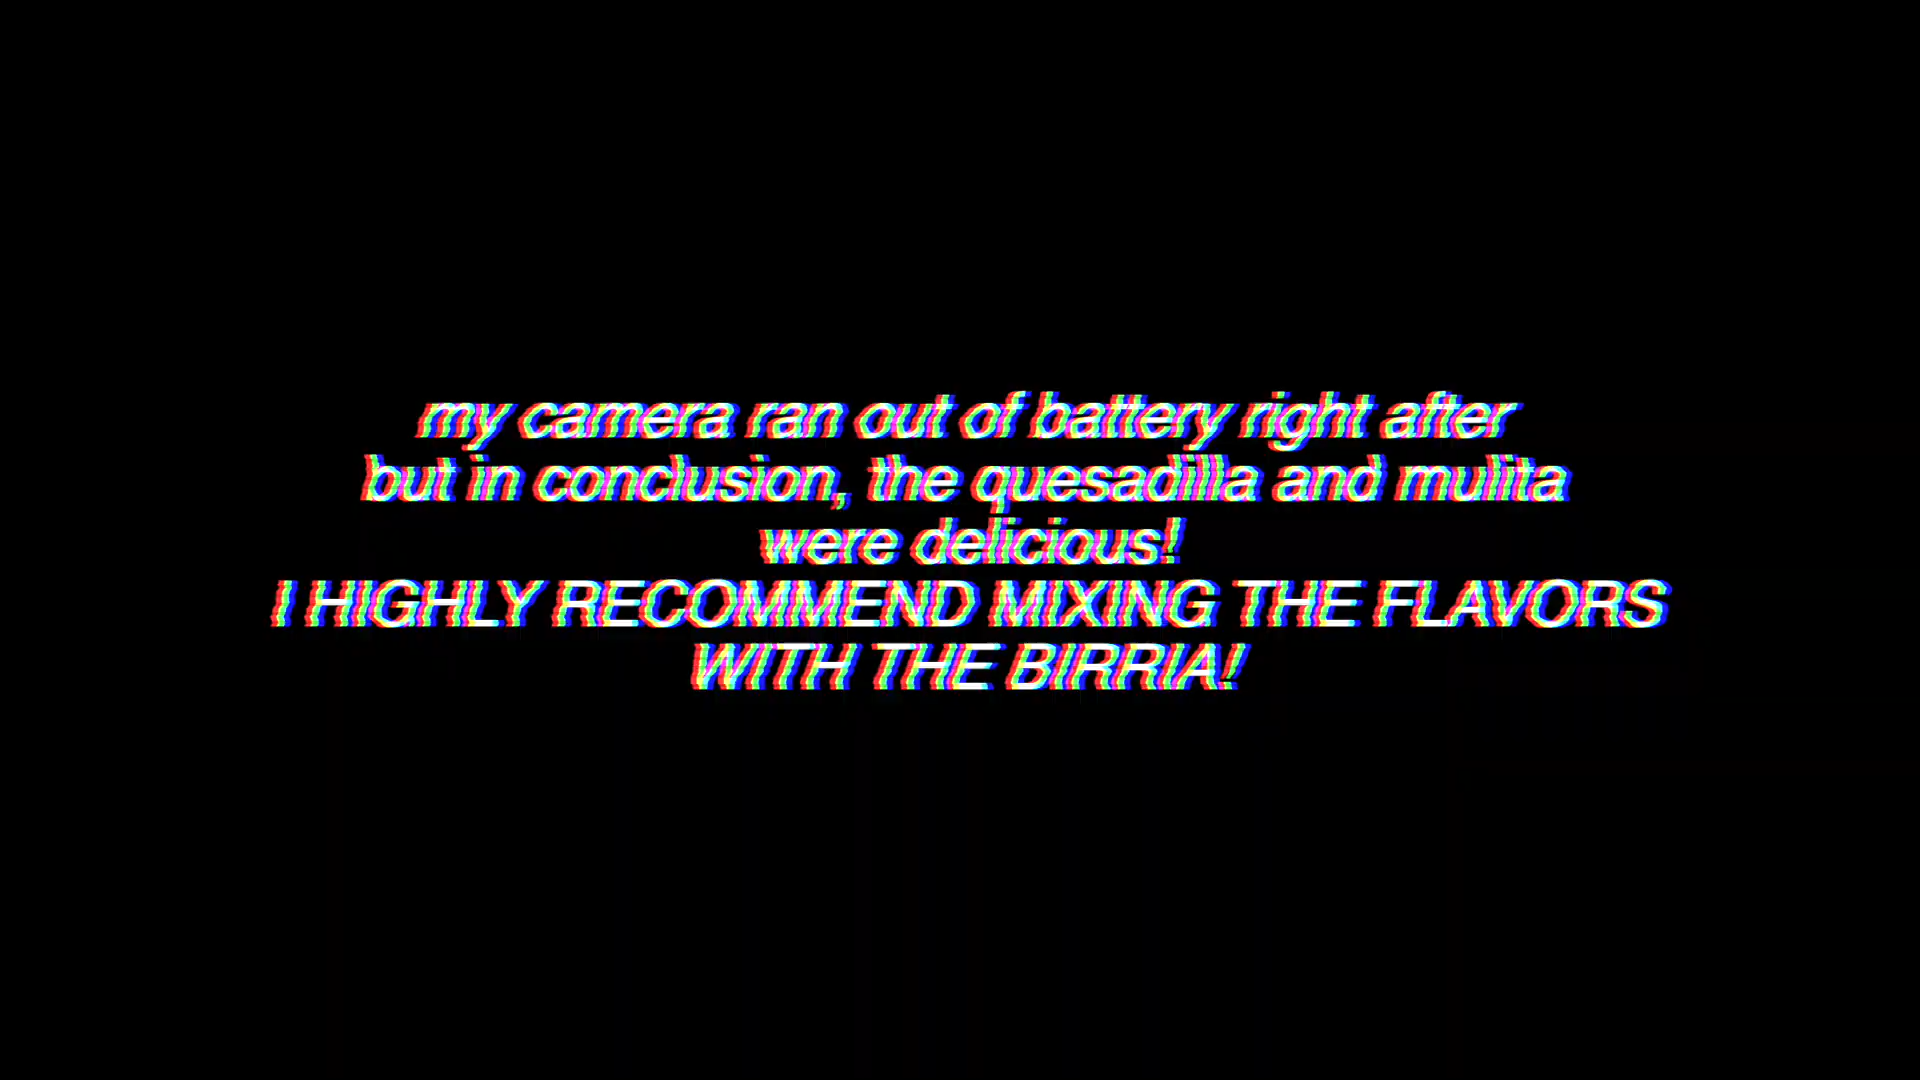 my camera ran out of battery right after
but in conclusion, the quesadilla and mulita
were delicious!
I HIGHLY RECOMMEND MIXING THE FLAVORS
WITH THE BIRRIA!